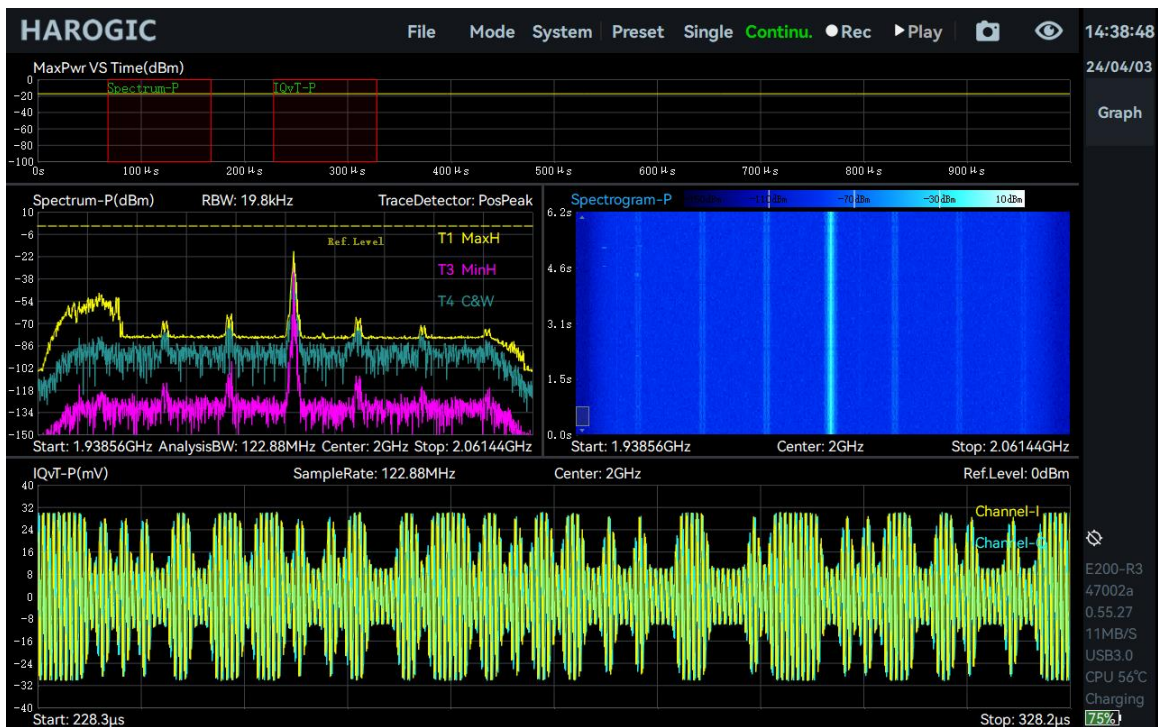 HAROGIC File Mode System Preset Single Continu. Rec Play 14:38:48
24/04/03
Graph
MaxPwr VS Time(dBm)
Spectrum-P IQvT-P
0
-20
-40
-60
-80
-100
0s 100 μs 200 μs 300 μs 400 μs 500 μs 600 μs 700 μs 800 μs 900 μs
Spectrum-P(dBm) RBW: 19.8kHz TraceDetector: PosPeak
10
-6
-22
-38
-54
-70
-86
-102
-118
-134
-150
Ref.Level
T1 MaxH
T3 MinH
T4 C&W
Start: 1.93856GHz AnalysisBW: 122.88MHz Center: 2GHz Stop: 2.06144GHz
Spectrogram-P -110dBm -70dBm -30dBm 10dBm
6.2s
4.6s
3.1s
1.5s
0.0s
Start: 1.93856GHz Center: 2GHz Stop: 2.06144GHz
IQvT-P(mV) SampleRate: 122.88MHz Center: 2GHz Ref.Level: 0dBm
40
32
24
16
8
0
-8
-16
-24
-32
-40
Channel-I
Channel-Q
Start: 228.3μs Stop: 328.2μs
E200-R3
47002a
0.55.27
11MB/S
USB3.0
CPU 56℃
Charging
75%